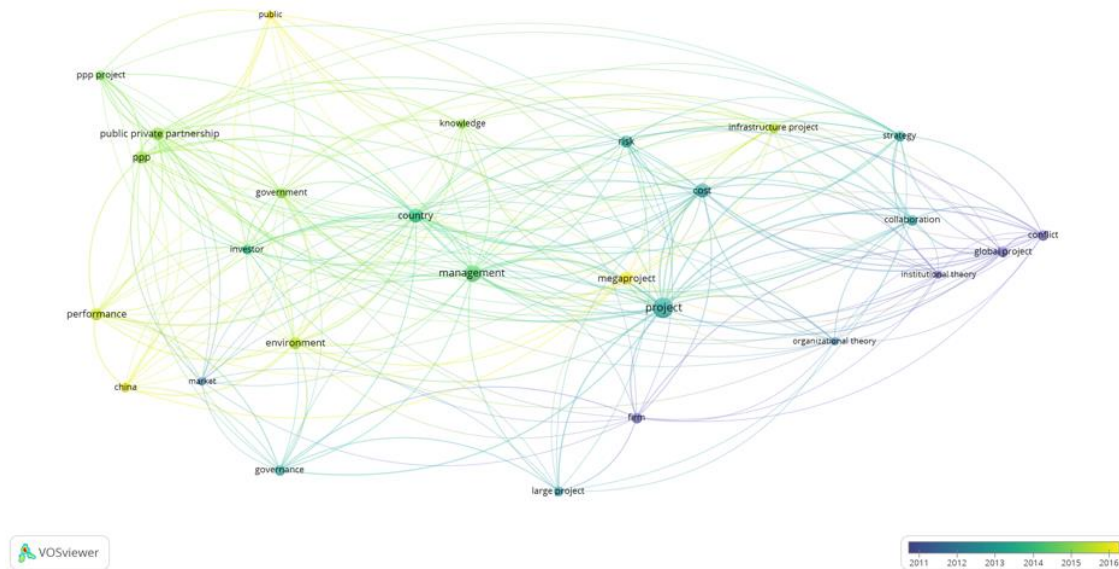 public
ppp project
knowledge
infrastructure project
public private partnership
strategy
risk
ppp
cost
government
country
collaboration
conflict
investor
global project
management
institutional theory
megaproject
project
performance
organizational theory
environment
market
china
firm
governance
large project
VOSviewer
2011 2012 2013 2014 2015 2016